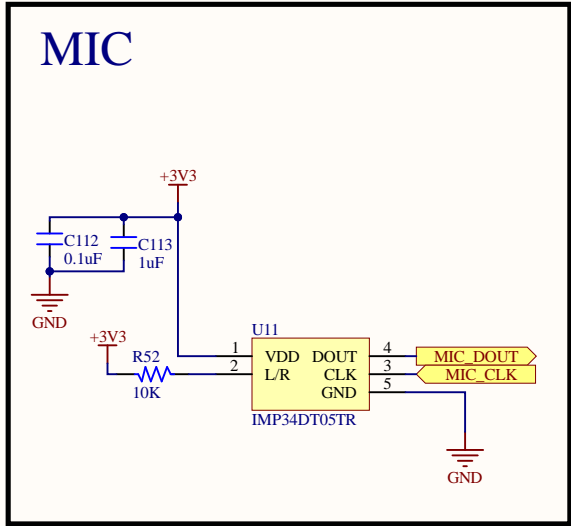 MIC
+3V3
C112
0.1uF
C113
1uF
GND
+3V3
R52
10K
U11
1 VDD DOUT 4 MIC_DOUT
2 L/R CLK 3 MIC_CLK
GND 5
IMP34DT05TR
GND